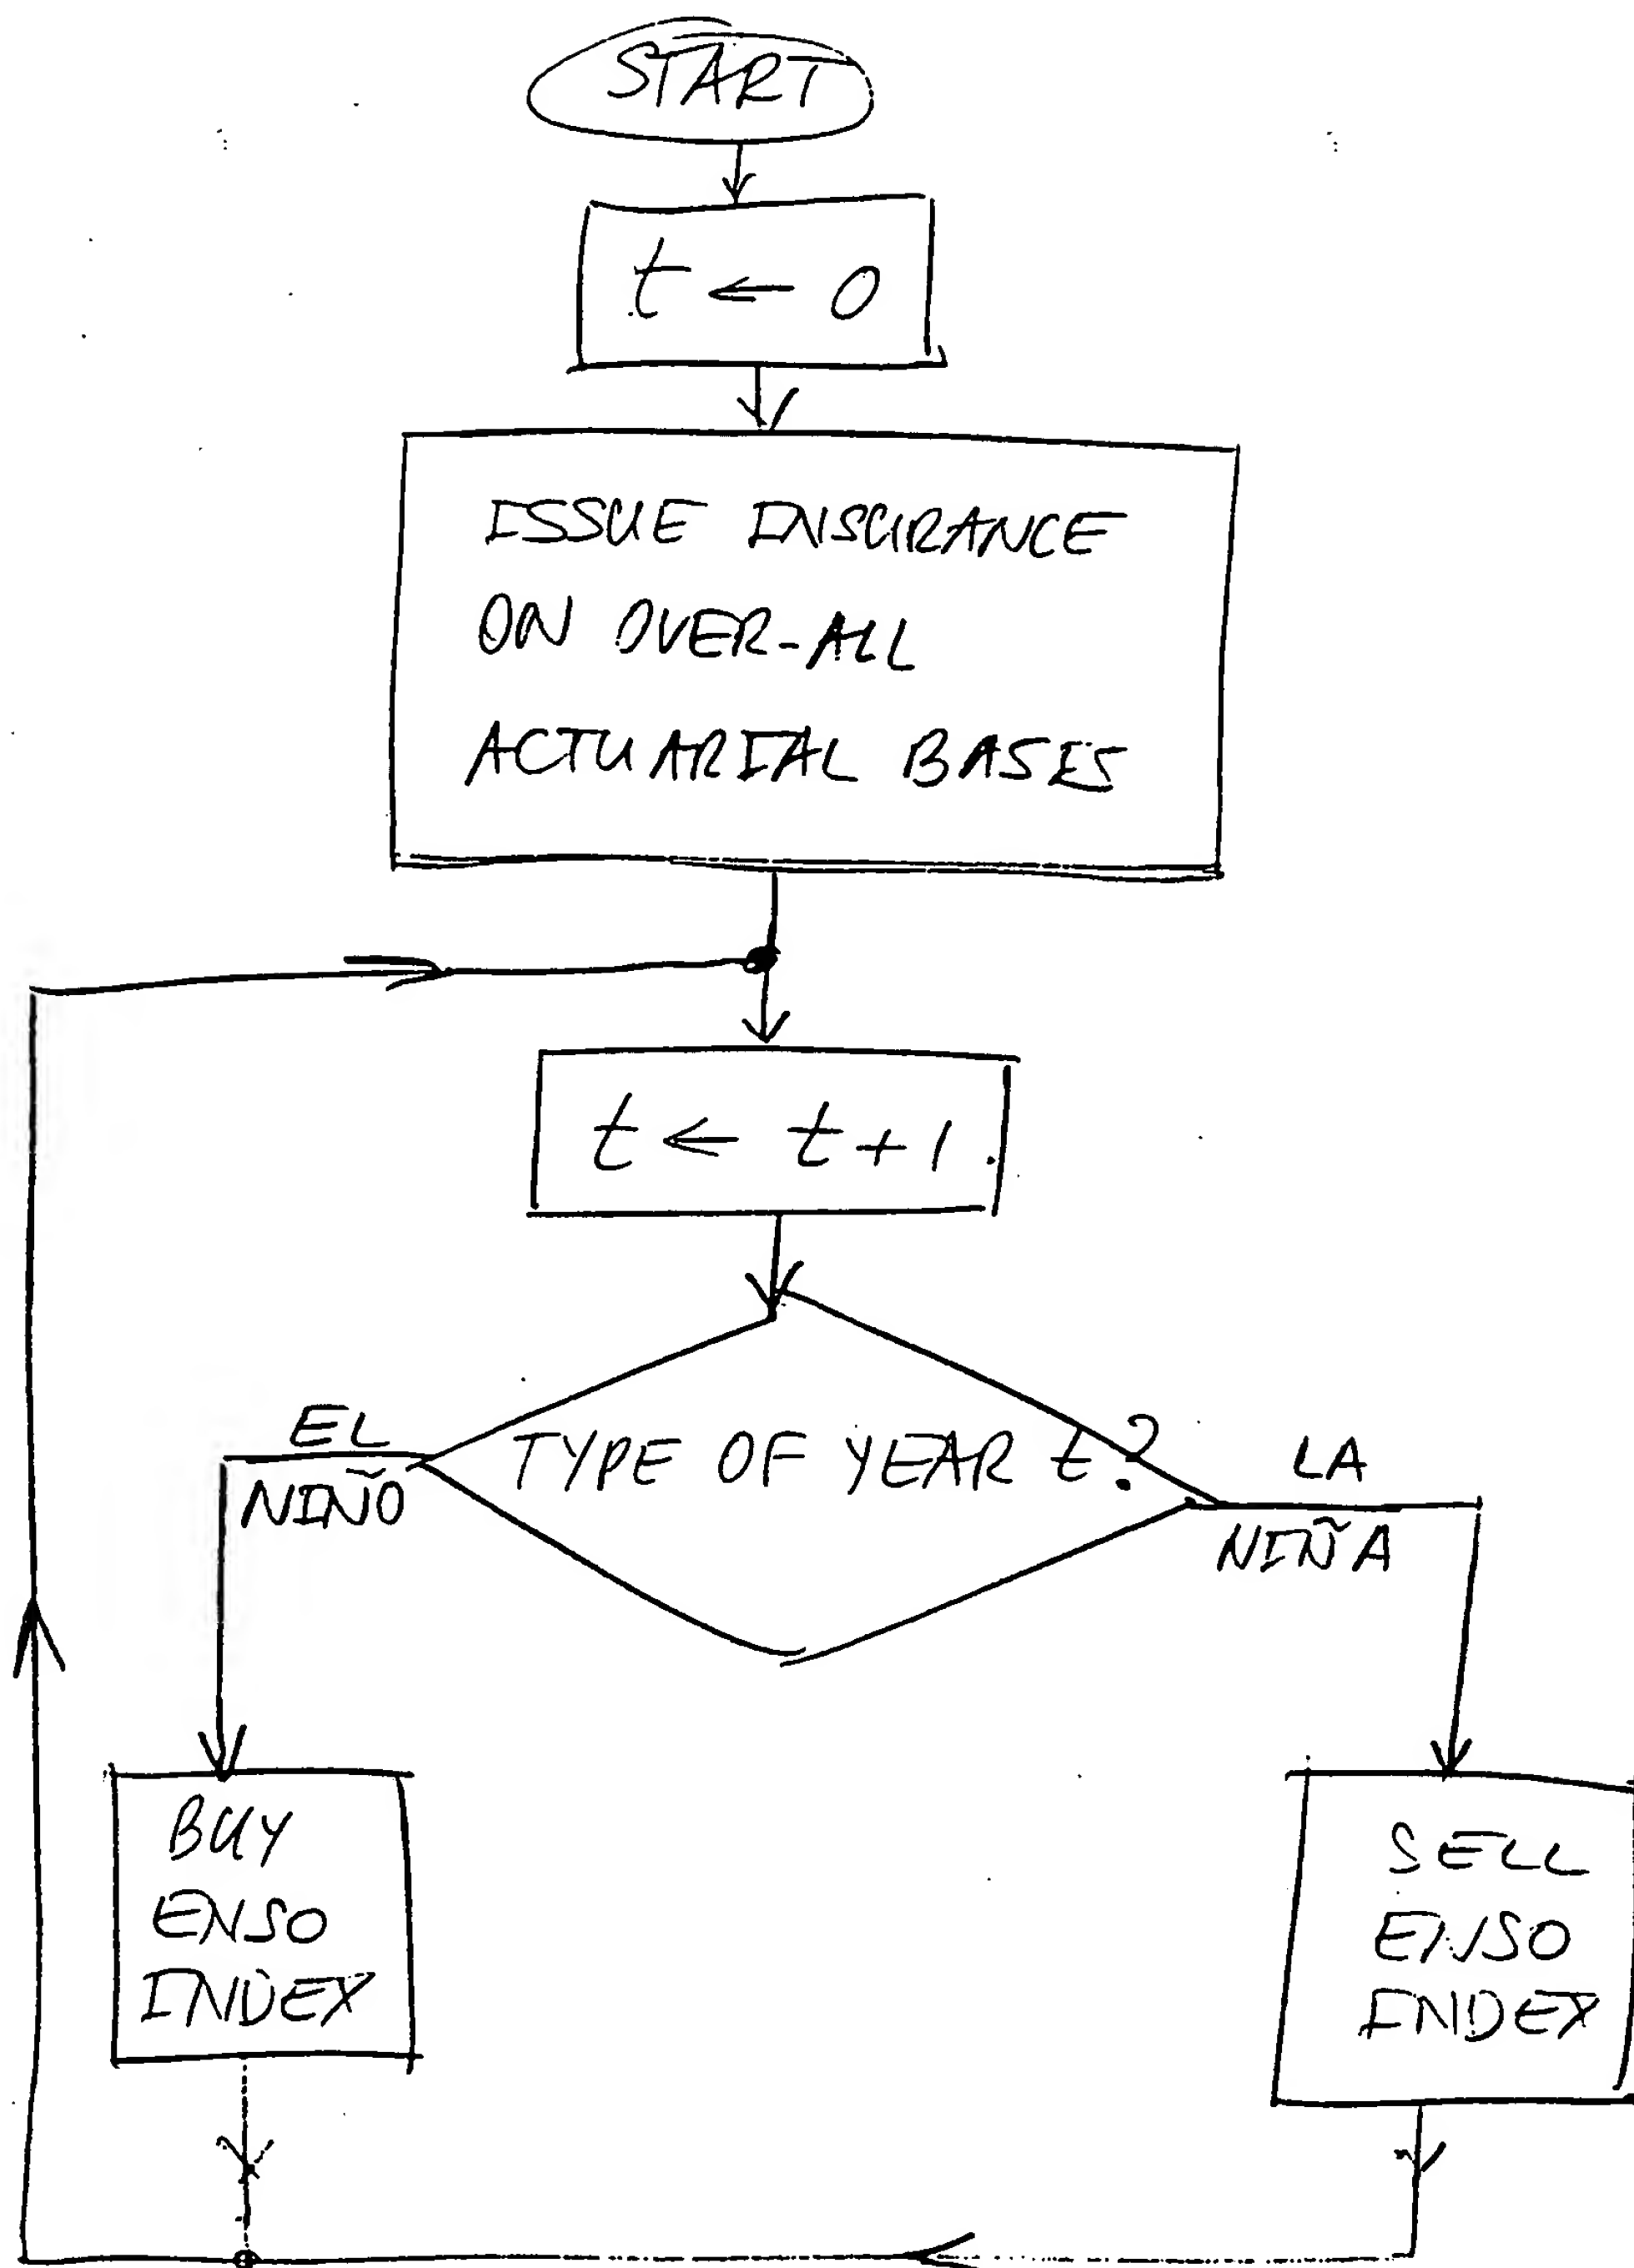 START
t ← 0
ISSUE INSURANCE
ON OVER-ALL
ACTUARIAL BASES
t ← t + 1
TYPE OF YEAR t?
EL
NIÑO
LA
NIÑA
BUY
ENSO
INDEX
SELL
ENSO
INDEX